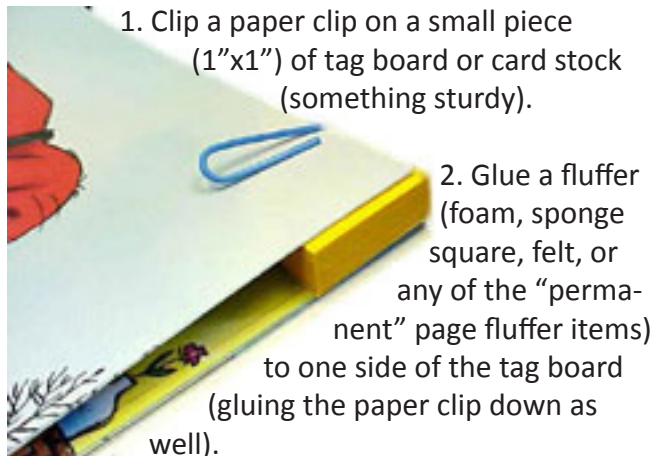 1. Clip a paper clip on a small piece
(1”x1”) of tag board or card stock
(something sturdy).
2. Glue a fluffer
(foam, sponge
square, felt, or
any of the “perma-
nent” page fluffer items)
to one side of the tag board
(gluing the paper clip down as
well).